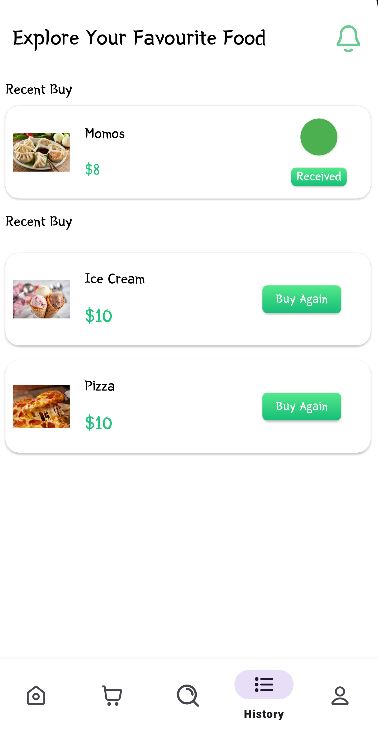 Explore Your Favourite Food
Recent Buy
Momos
$8
Received
Recent Buy
Ice Cream
$10
Buy Again
Pizza
$10
Buy Again
History